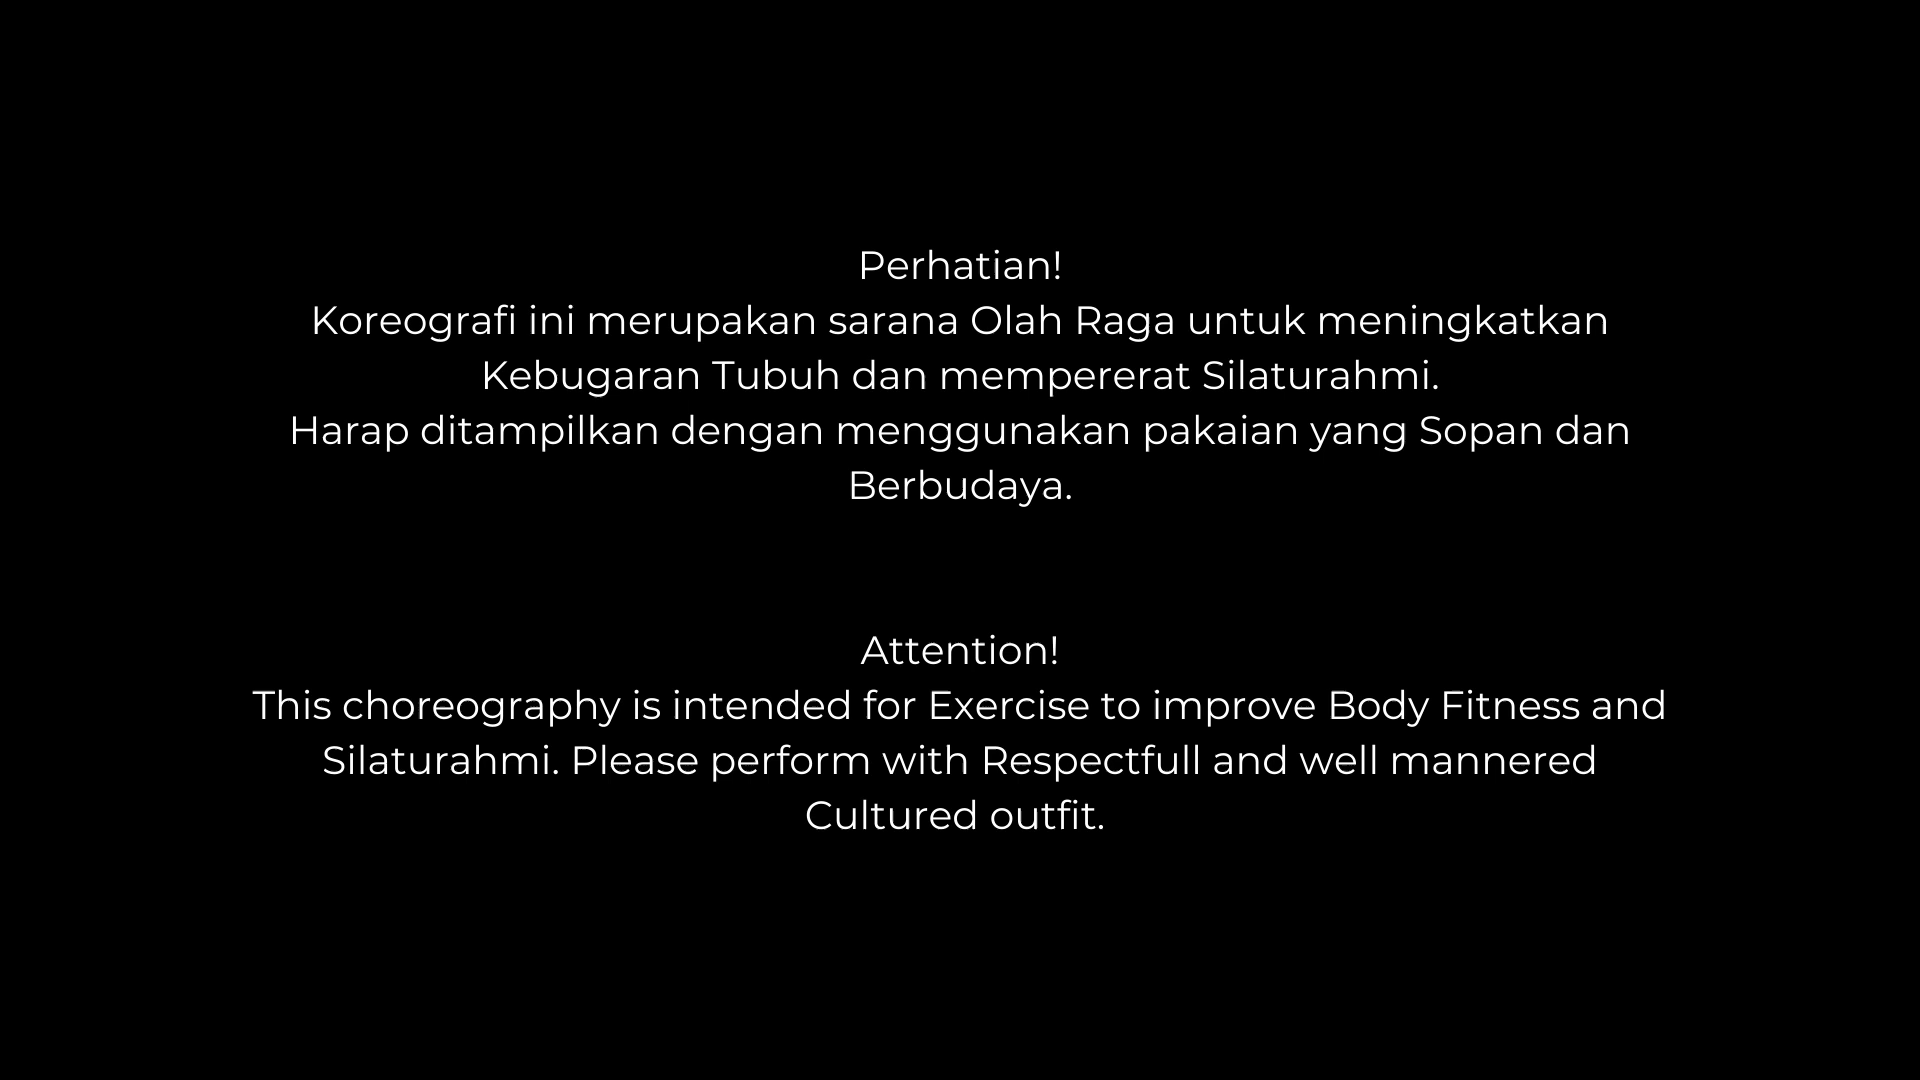 Perhatian!
Koreografi ini merupakan sarana Olah Raga untuk meningkatkan
Kebugaran Tubuh dan mempererat Silaturahmi.
Harap ditampilkan dengan menggunakan pakaian yang Sopan dan
Berbudaya.
Attention!
This choreography is intended for Exercise to improve Body Fitness and
Silaturahmi. Please perform with Respectfull and well mannered
Cultured outfit.